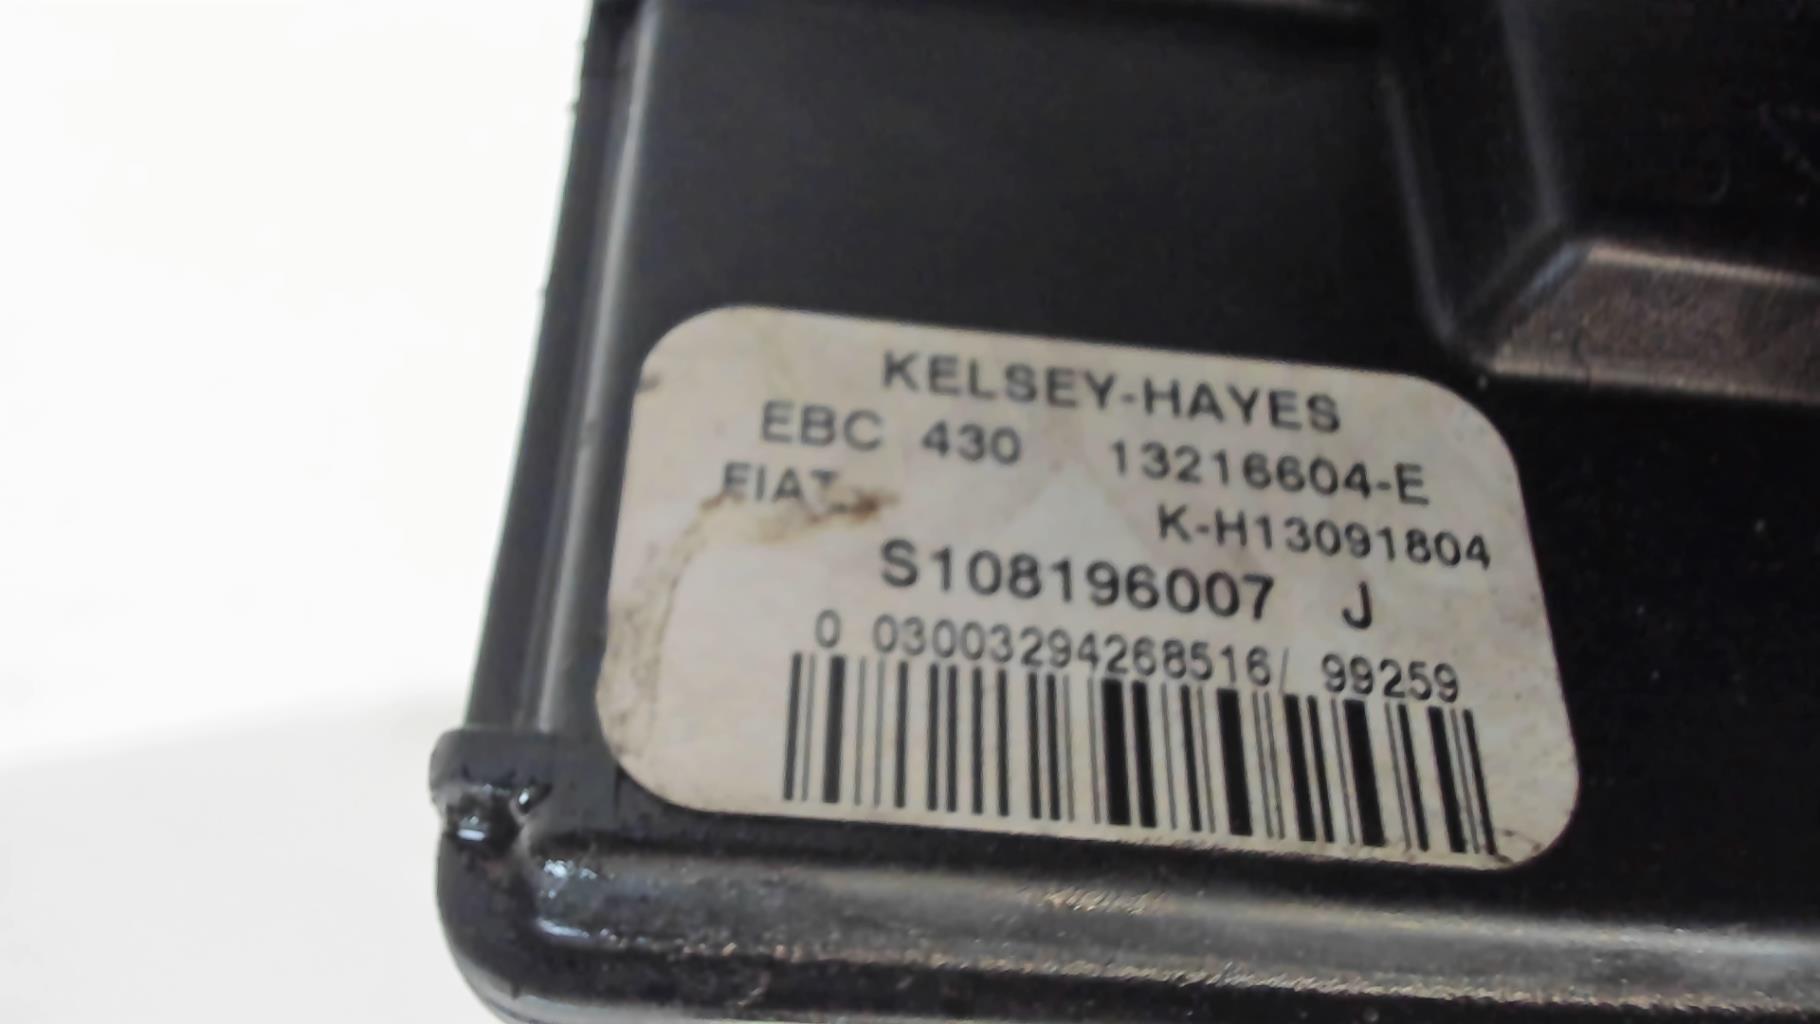 KELSEY-HAYES
EBC 430 13216604-E
FIAT
K-H13091804
S108196007 J
0 03003294268516/ 99259